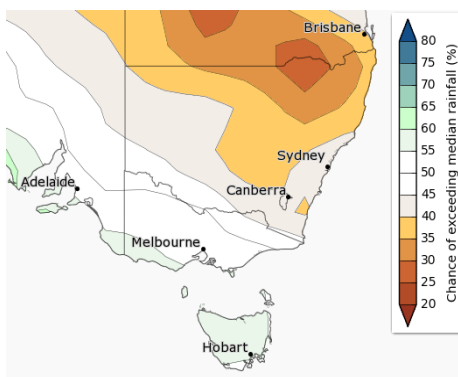 Brisbane
Sydney
Canberra
Adelaide
Melbourne
Hobart
80
75
70
65
60
55
50
45
40
35
30
25
20
Chance of exceeding median rainfall (%)